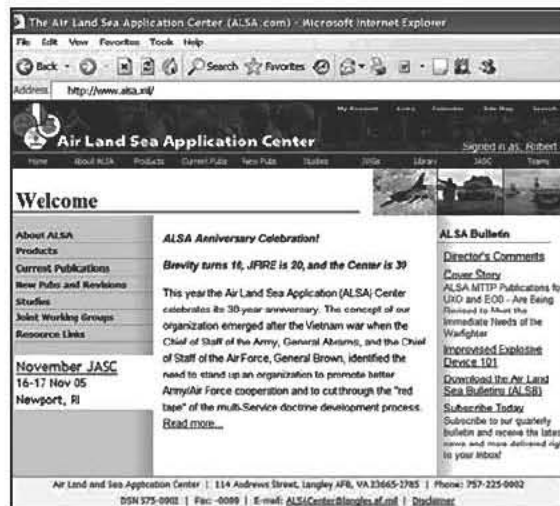 The Air Land Sea Application Center (ALSA.com) - Microsoft Internet Explorer
File Edit View Favorites Tools Help
Back Search Favorites
Address http://www.alsa.mil/
My Account Calendar Site Map Search
Air Land Sea Application Center
Signed in as, Robert
Home About ALSA Products Current Pubs New Pubs Studies JWGs Library JASC Teams
Welcome
About ALSA
Products
Current Publications
New Pubs and Revisions
Studies
Joint Working Groups
Resource Links
November JASC
16-17 Nov 05
Newport, RI
ALSA Anniversary Celebration!
Brevity turns 16, JFIRE is 20, and the Center is 30
This year the Air Land Sea Application (ALSA) Center
celebrates its 30-year anniversary. The concept of our
organization emerged after the Vietnam war when the
Chief of Staff of the Army, General Abrams, and the Chief
of Staff of the Air Force, General Brown, identified the
need to stand up an organization to promote better
Army/Air Force cooperation and to cut through the "red
tape" of the multi-Service doctrine development process.
Read more...
ALSA Bulletin
Director's Comments
Cover Story
ALSA MTTP Publications for
UXO and EOD - Are Being
Revised to Meet the
Immediate Needs of the
Warfighter
Improvised Explosive
Device 101
Download the Air Land
Sea Bulletins (ALSB)
Subscribe Today
Subscribe to our quarterly
bulletin and receive the latest
news and more delivered right
to your inbox!
Air Land and Sea Application Center | 114 Andrews Street, Langley AFB, VA 23665-2785 | Phone: 757-225-0902
DSN 575-0902 | Fax: -0089 | E-mail: ALSACenter@langley.af.mil | Disclaimer